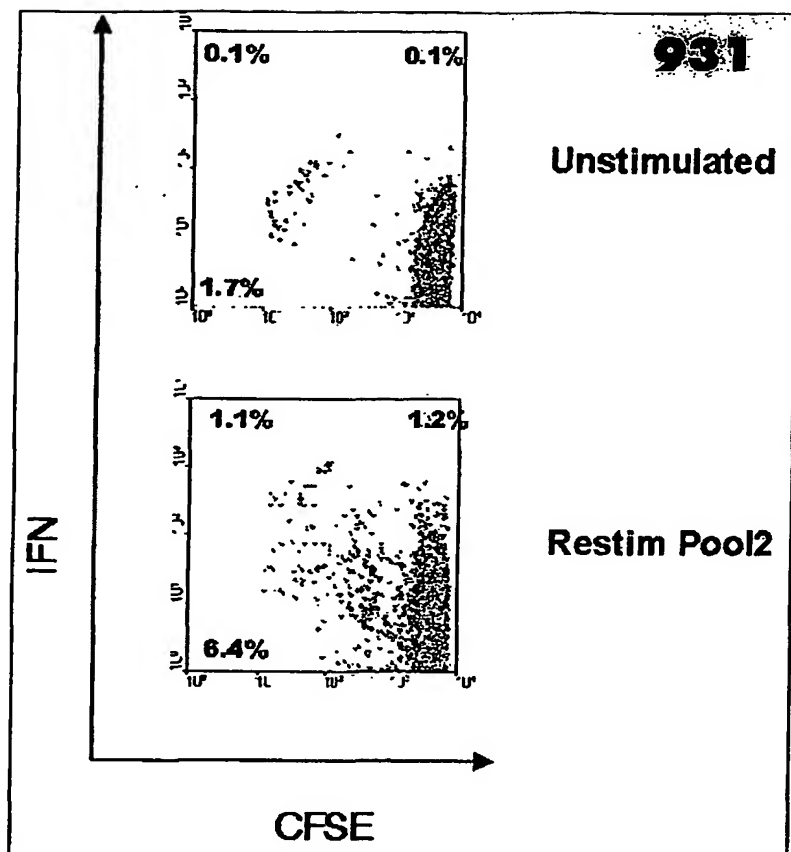 931
0.1% 0.1%
Unstimulated
1.7%
1.1% 1.2%
Restim Pool2
6.4%
IFN
CFSE